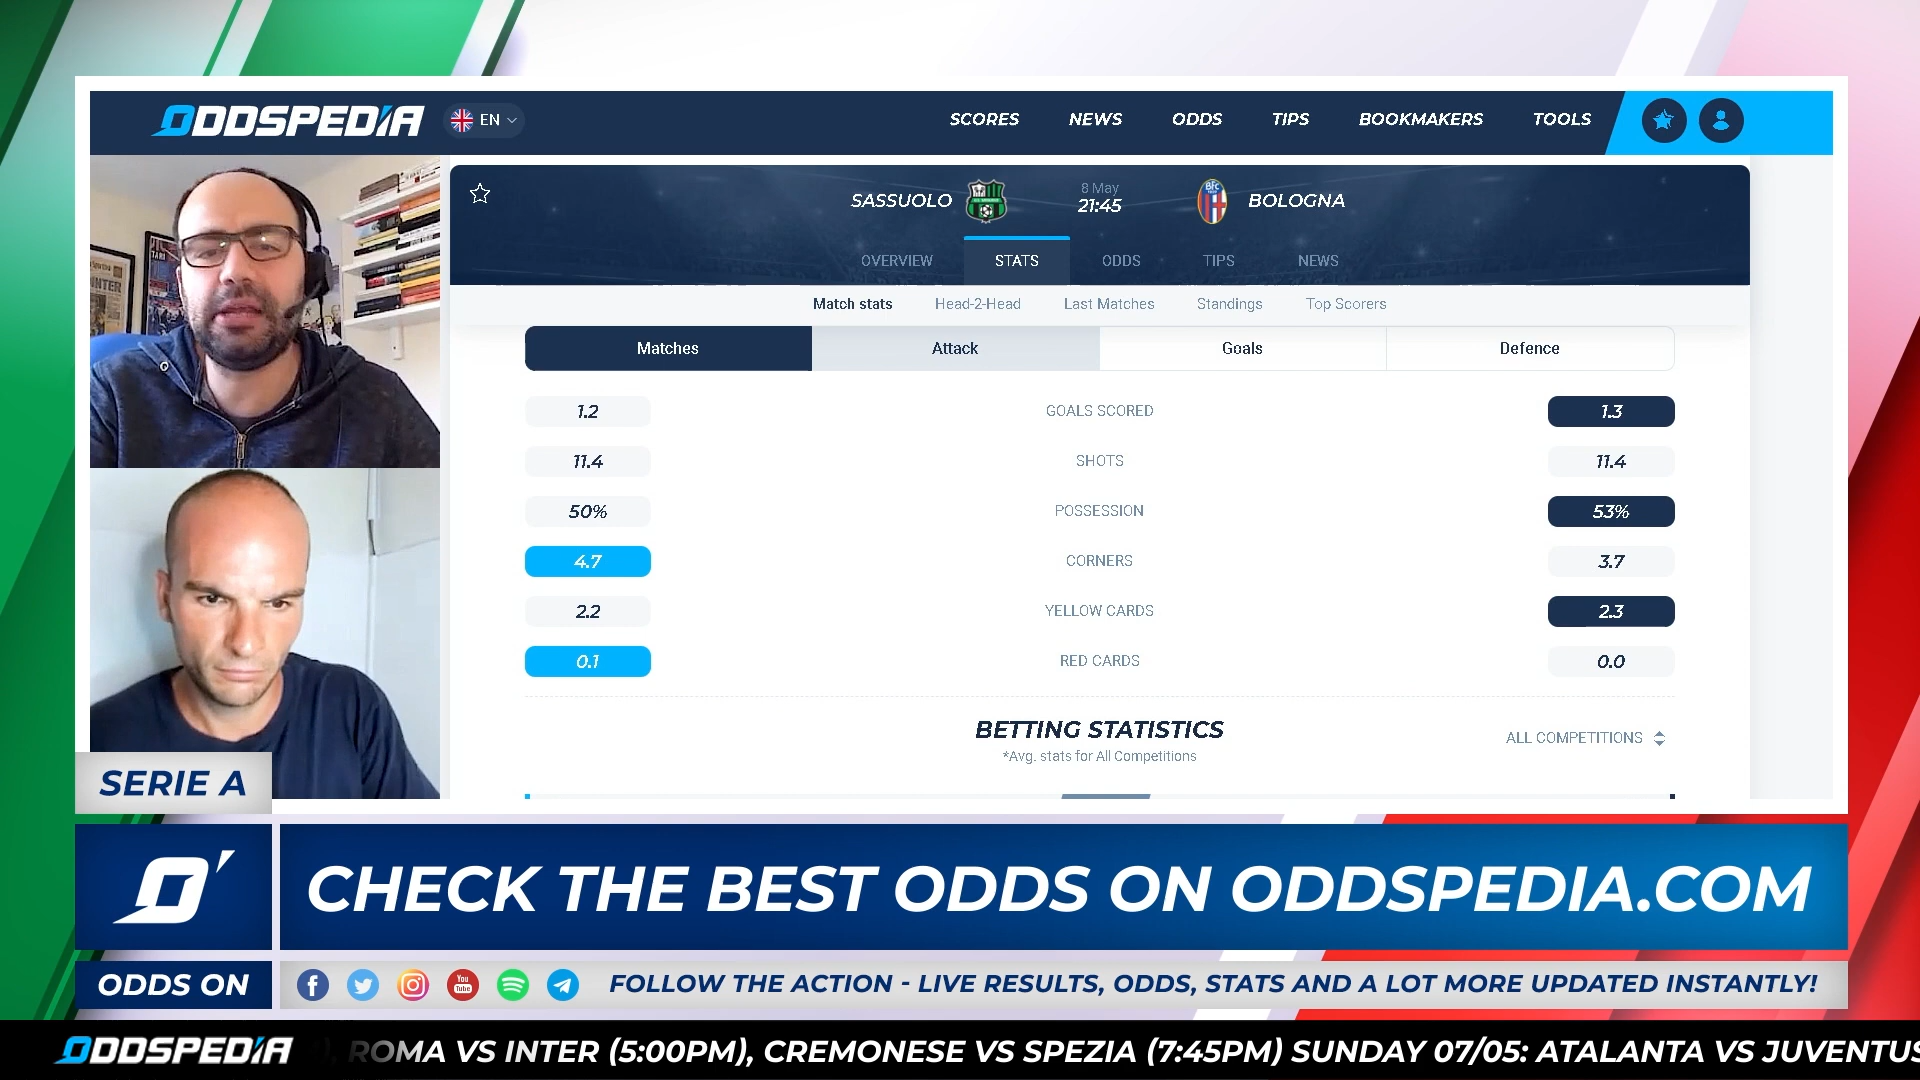 ODDSPEDIA EN SCORES NEWS ODDS TIPS BOOKMAKERS TOOLS
SASSUOLO 8 May 21:45 BFC BOLOGNA
OVERVIEW STATS ODDS TIPS NEWS
Match stats Head-2-Head Last Matches Standings Top Scorers
Matches Attack Goals Defence
1.2 GOALS SCORED 1.3
11.4 SHOTS 11.4
50% POSSESSION 53%
4.7 CORNERS 3.7
2.2 YELLOW CARDS 2.3
0.1 RED CARDS 0.0
BETTING STATISTICS
*Avg. stats for All Competitions
ALL COMPETITIONS
INTER
SERIE A
CHECK THE BEST ODDS ON ODDSPEDIA.COM
ODDS ON You Tube FOLLOW THE ACTION - LIVE RESULTS, ODDS, STATS AND A LOT MORE UPDATED INSTANTLY!
ODDSPEDIA ROMA VS INTER (5:00PM), CREMONESE VS SPEZIA (7:45PM) SUNDAY 07/05: ATALANTA VS JUVENTUS